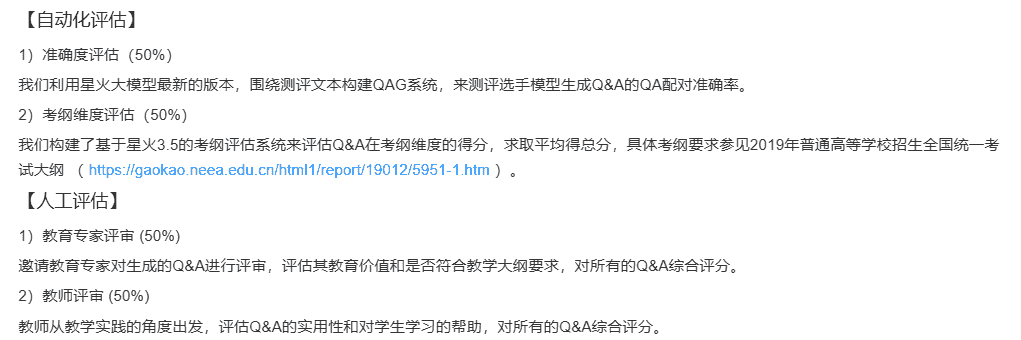 【自动化评估】
1）准确度评估（50%）
我们利用星火大模型最新的版本，围绕测评文本构建QAG系统，来测评选手模型生成Q&A的QA配对准确率。
2）考纲维度评估（50%）
我们构建了基于星火3.5的考纲评估系统来评估Q&A在考纲维度的得分，求取平均得总分，具体考纲要求参见2019年普通高等学校招生全国统一考
试大纲 （ https://gaokao.neea.edu.cn/html1/report/19012/5951-1.htm ）。
【人工评估】
1）教育专家评审 (50%)
邀请教育专家对生成的Q&A进行评审，评估其教育价值和是否符合教学大纲要求，对所有的Q&A综合评分。
2）教师评审 (50%)
教师从教学实践的角度出发，评估Q&A的实用性和对学生学习的帮助，对所有的Q&A综合评分。